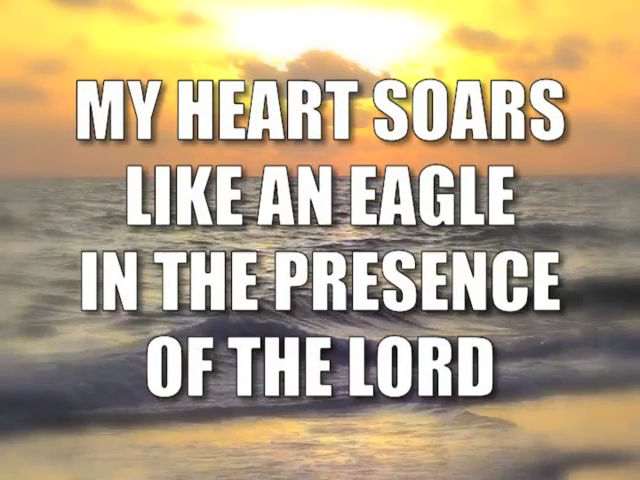 MY HEART SOARS
LIKE AN EAGLE
IN THE PRESENCE
OF THE LORD